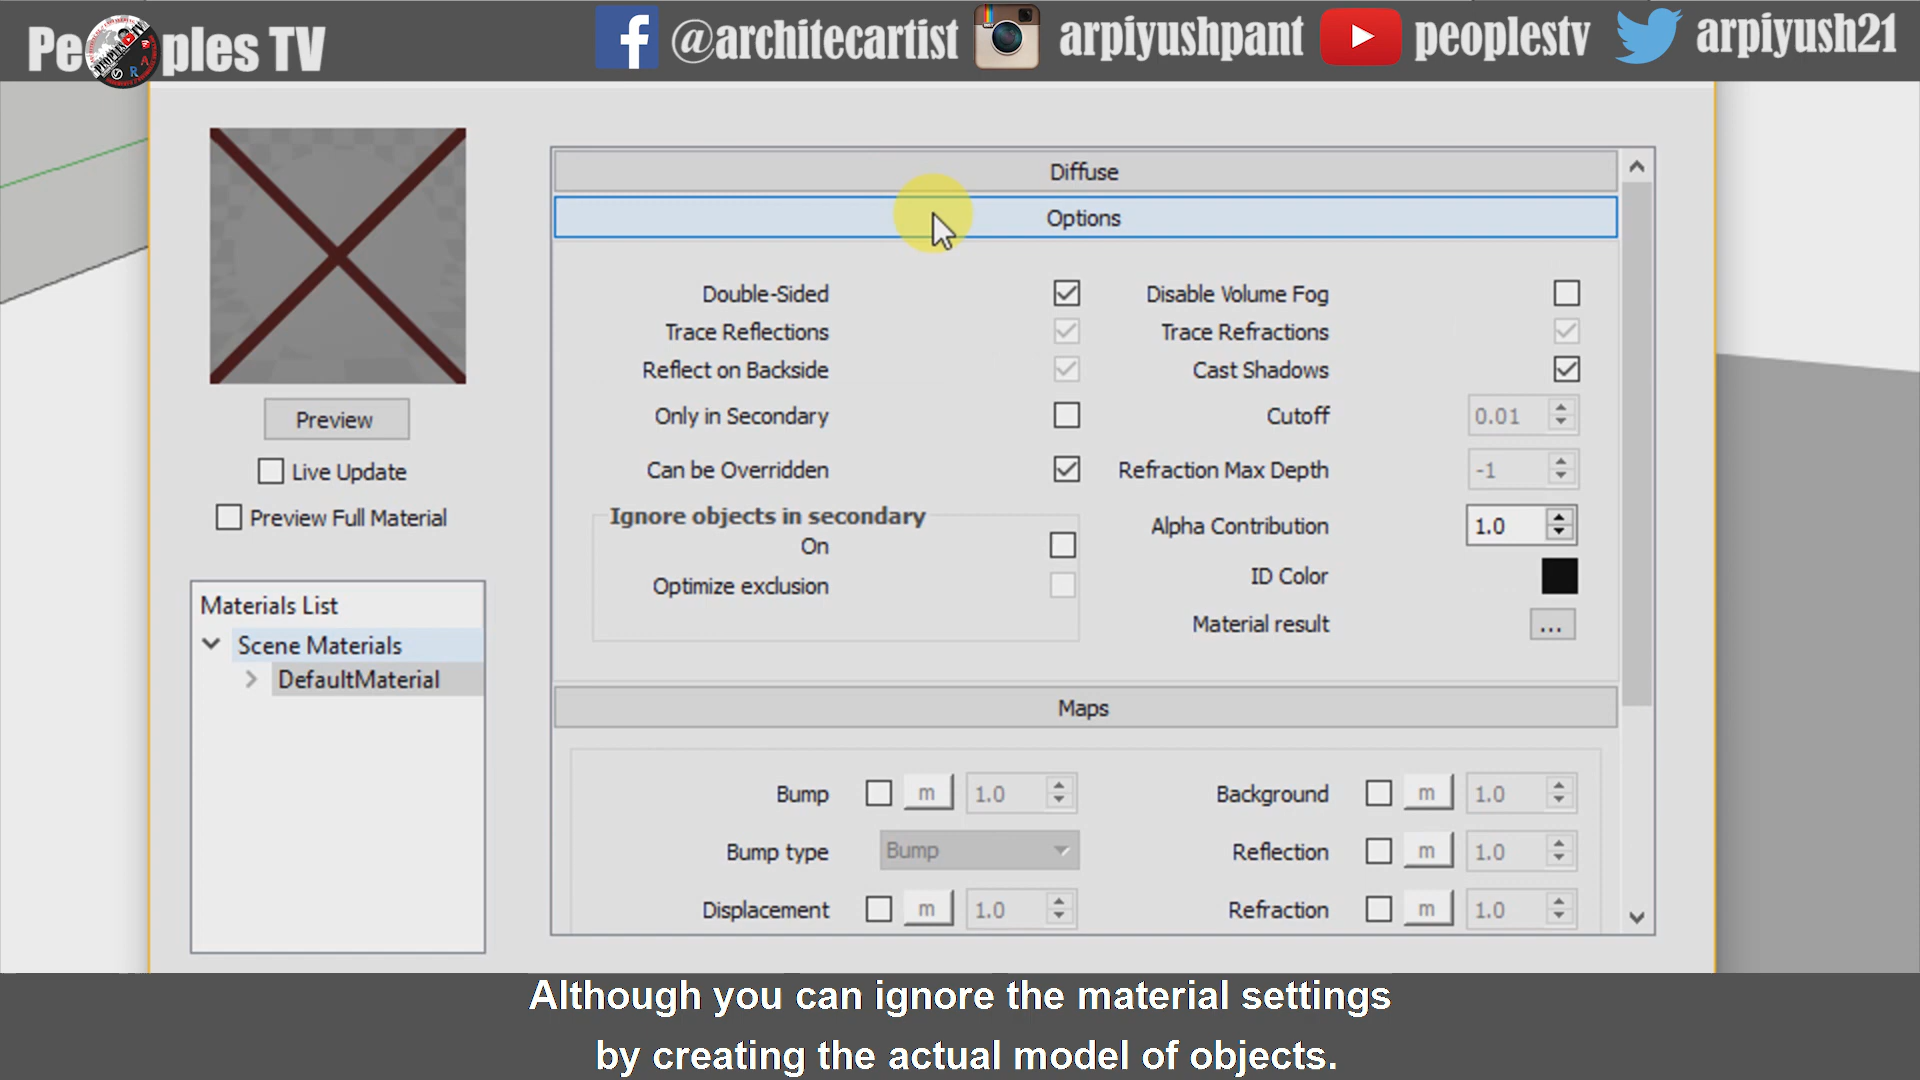 Peoples TV
@architecartist arpiyushpant peoplestv arpiyush21
Diffuse
Options
Double-Sided Disable Volume Fog
Trace Reflections Trace Refractions
Reflect on Backside Cast Shadows
Only in Secondary Cutoff 0.01
Can be Overridden Refraction Max Depth -1
Ignore objects in secondary
On
Optimize exclusion
Alpha Contribution 1.0
ID Color
Material result ...
Preview
Live Update
Preview Full Material
Materials List
Scene Materials
DefaultMaterial
Maps
Bump m 1.0 Background m 1.0
Bump type Bump Reflection m 1.0
Displacement m 1.0 Refraction m 1.0
Although you can ignore the material settings
by creating the actual model of objects.